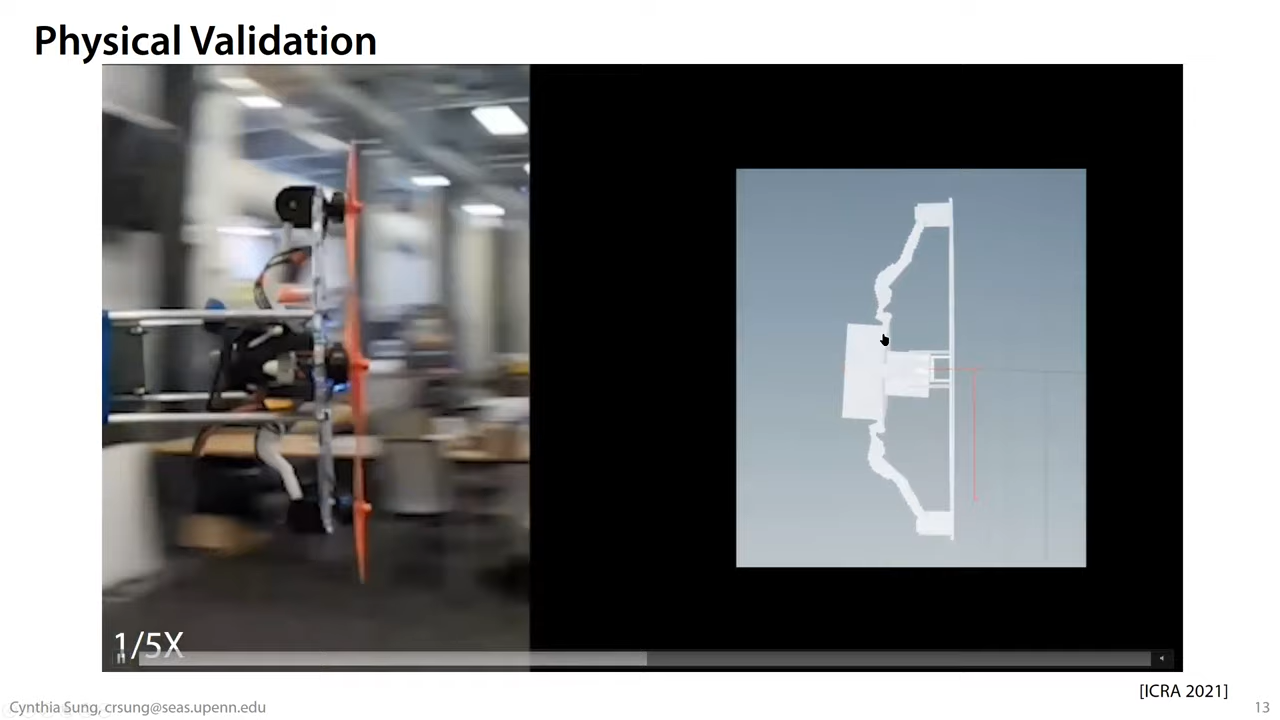 Physical Validation
1/5X
[ICRA 2021]
Cynthia Sung, crsung@seas.upenn.edu
13